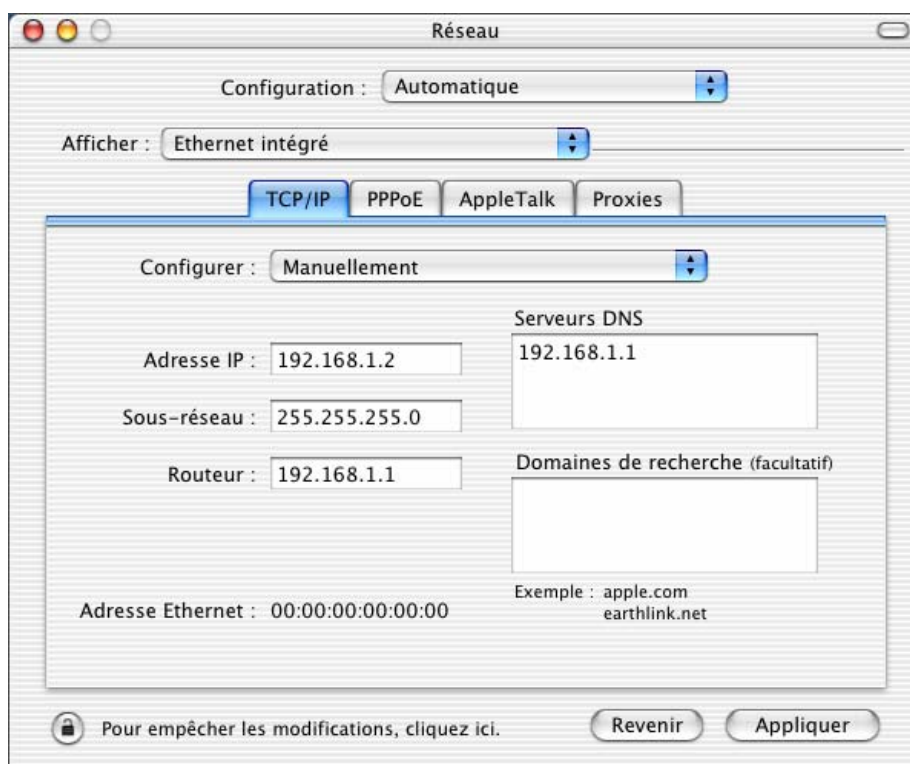 Réseau
Configuration : Automatique
Afficher : Ethernet intégré
TCP/IP PPPoE AppleTalk Proxies
Configurer : Manuellement
Serveurs DNS
192.168.1.1
Adresse IP : 192.168.1.2
Sous-réseau : 255.255.255.0
Routeur : 192.168.1.1
Domaines de recherche (facultatif)
Exemple : apple.com
earthlink.net
Adresse Ethernet : 00:00:00:00:00:00
Pour empêcher les modifications, cliquez ici.
Revenir
Appliquer